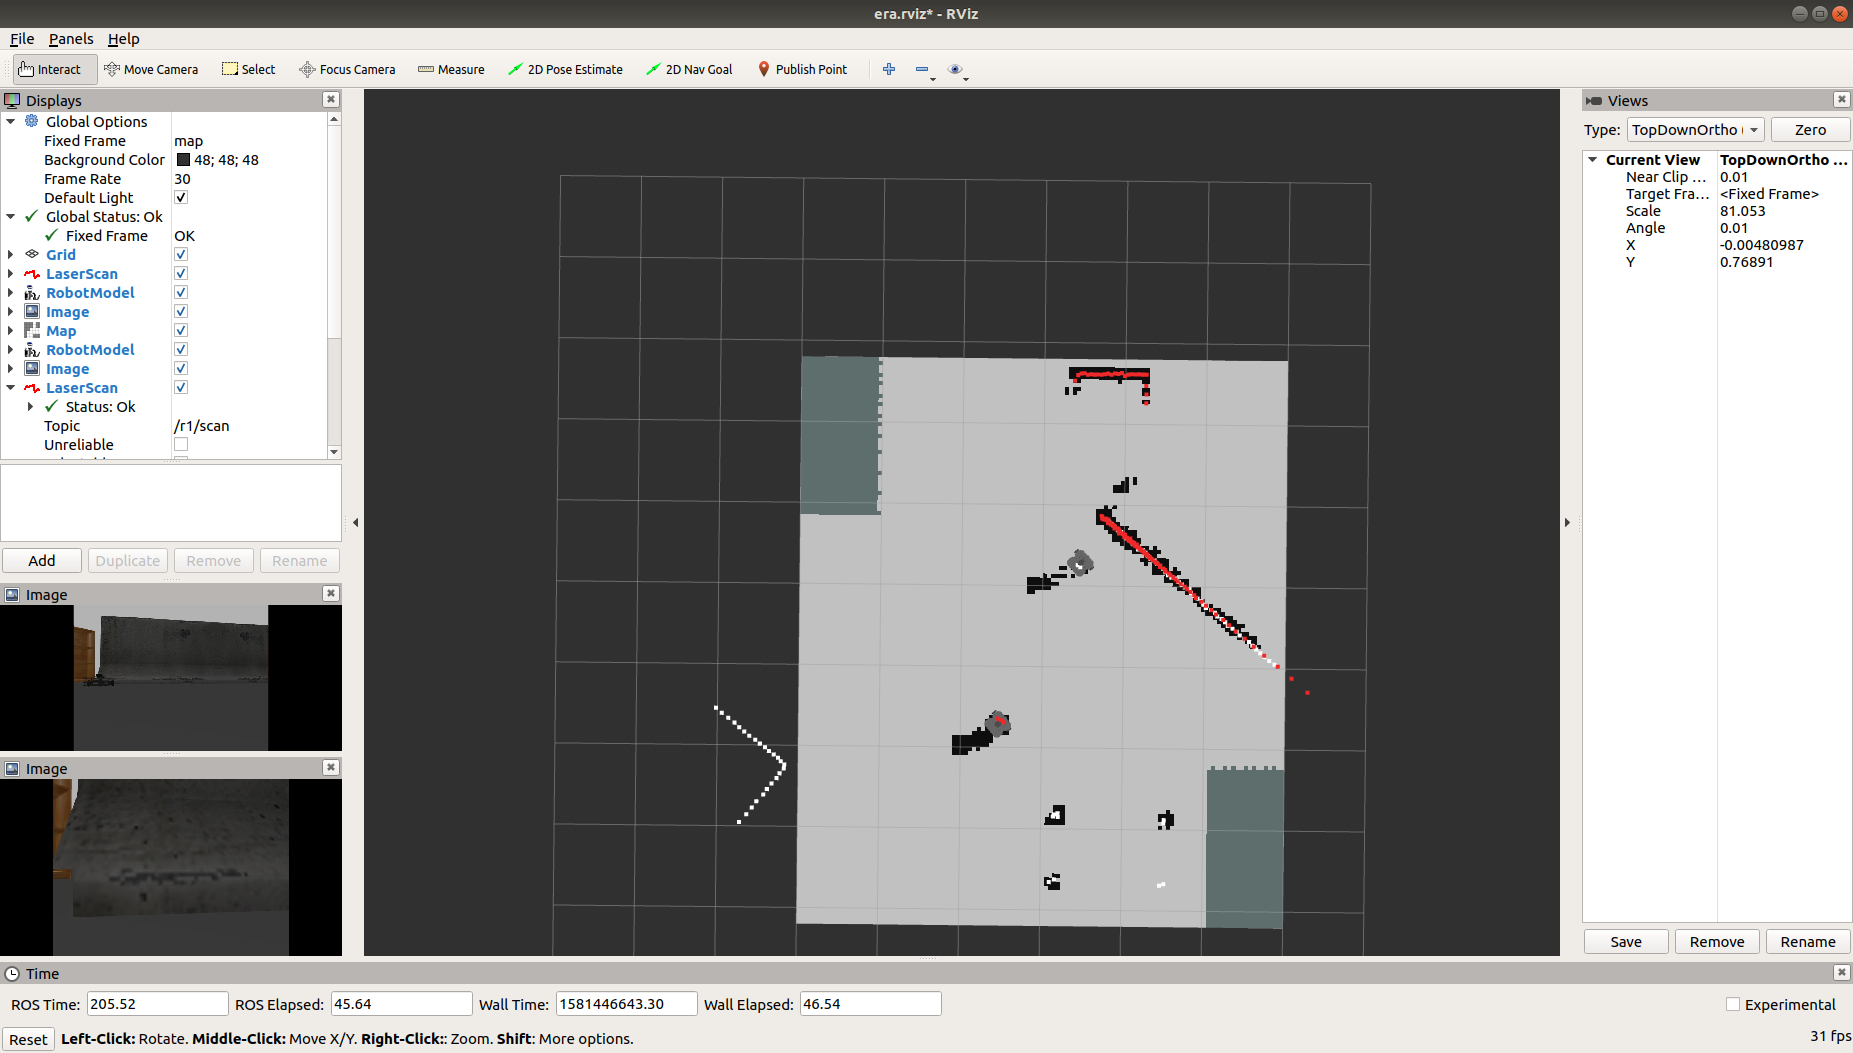 era.rviz* - RViz
File Panels Help
Interact Move Camera Select Focus Camera Measure 2D Pose Estimate 2D Nav Goal Publish Point
Displays
Global Options
Fixed Frame map
Background Color 48; 48; 48
Frame Rate 30
Default Light
Global Status: Ok
Fixed Frame OK
Grid
LaserScan
RobotModel
Image
Map
RobotModel
Image
LaserScan
Status: Ok
Topic /r1/scan
Unreliable
Add Duplicate Remove Rename
Image
Image
Views
Type: TopDownOrtho ( Zero
Current View TopDownOrtho ...
Near Clip ... 0.01
Target Fra... <Fixed Frame>
Scale 81.053
Angle 0.01
X -0.00480987
Y 0.76891
Save Remove Rename
Time
ROS Time: 205.52 ROS Elapsed: 45.64 Wall Time: 1581446643.30 Wall Elapsed: 46.54 Experimental
Reset Left-Click: Rotate. Middle-Click: Move X/Y. Right-Click:: Zoom. Shift: More options. 31 fps